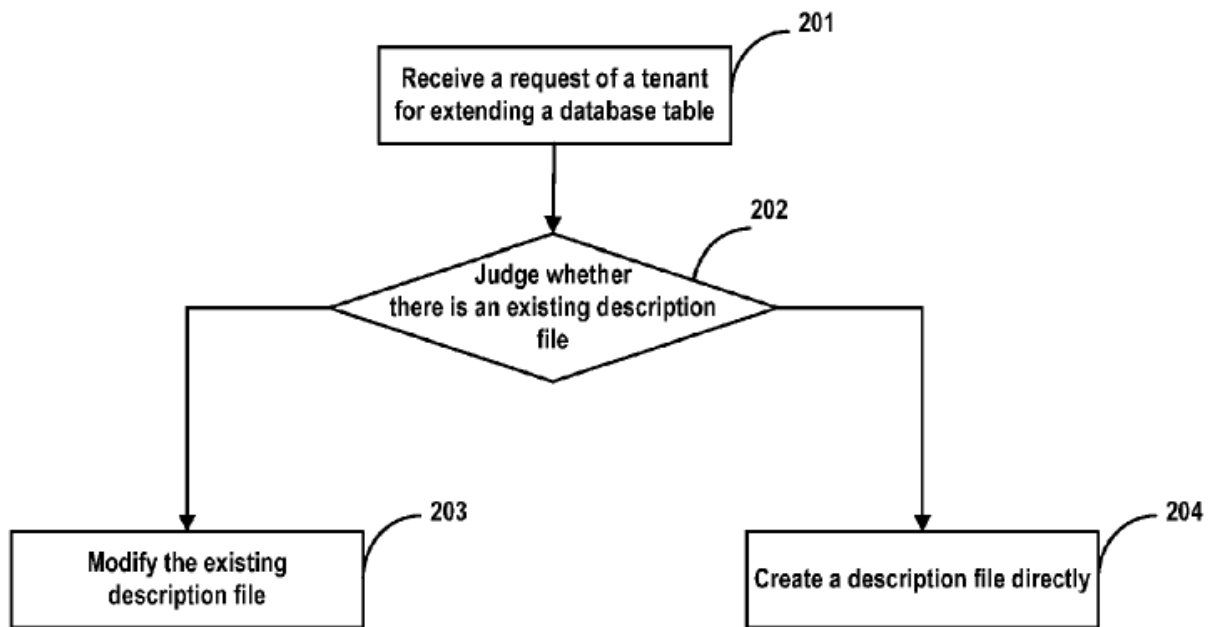 201
Receive a request of a tenant
for extending a database table
202
Judge whether
there is an existing description
file
203
Modify the existing
description file
204
Create a description file directly